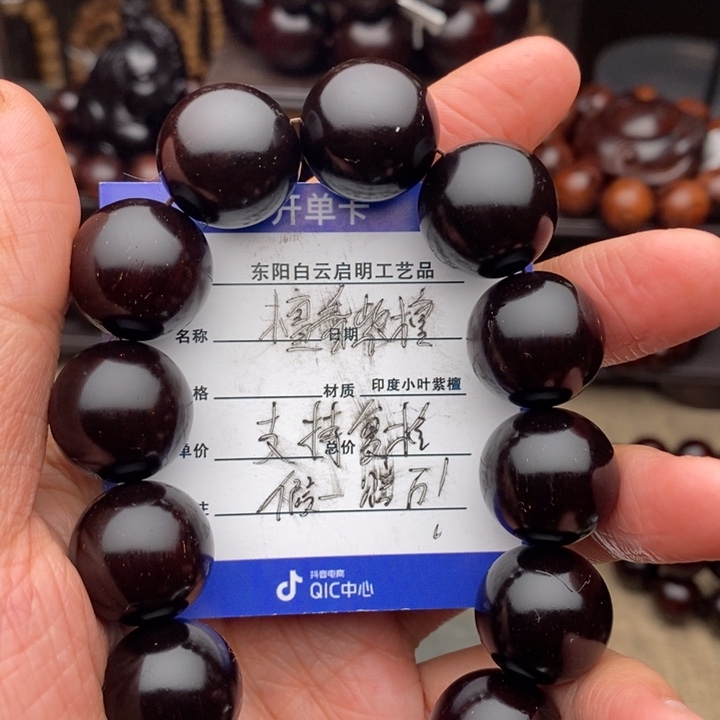 开单卡
东阳白云启明工艺品
名称 日期
檀香紫檀
格 材质 印度小叶紫檀
单价 总价
支持复检
假一赔万！
抖音电商
QIC中心